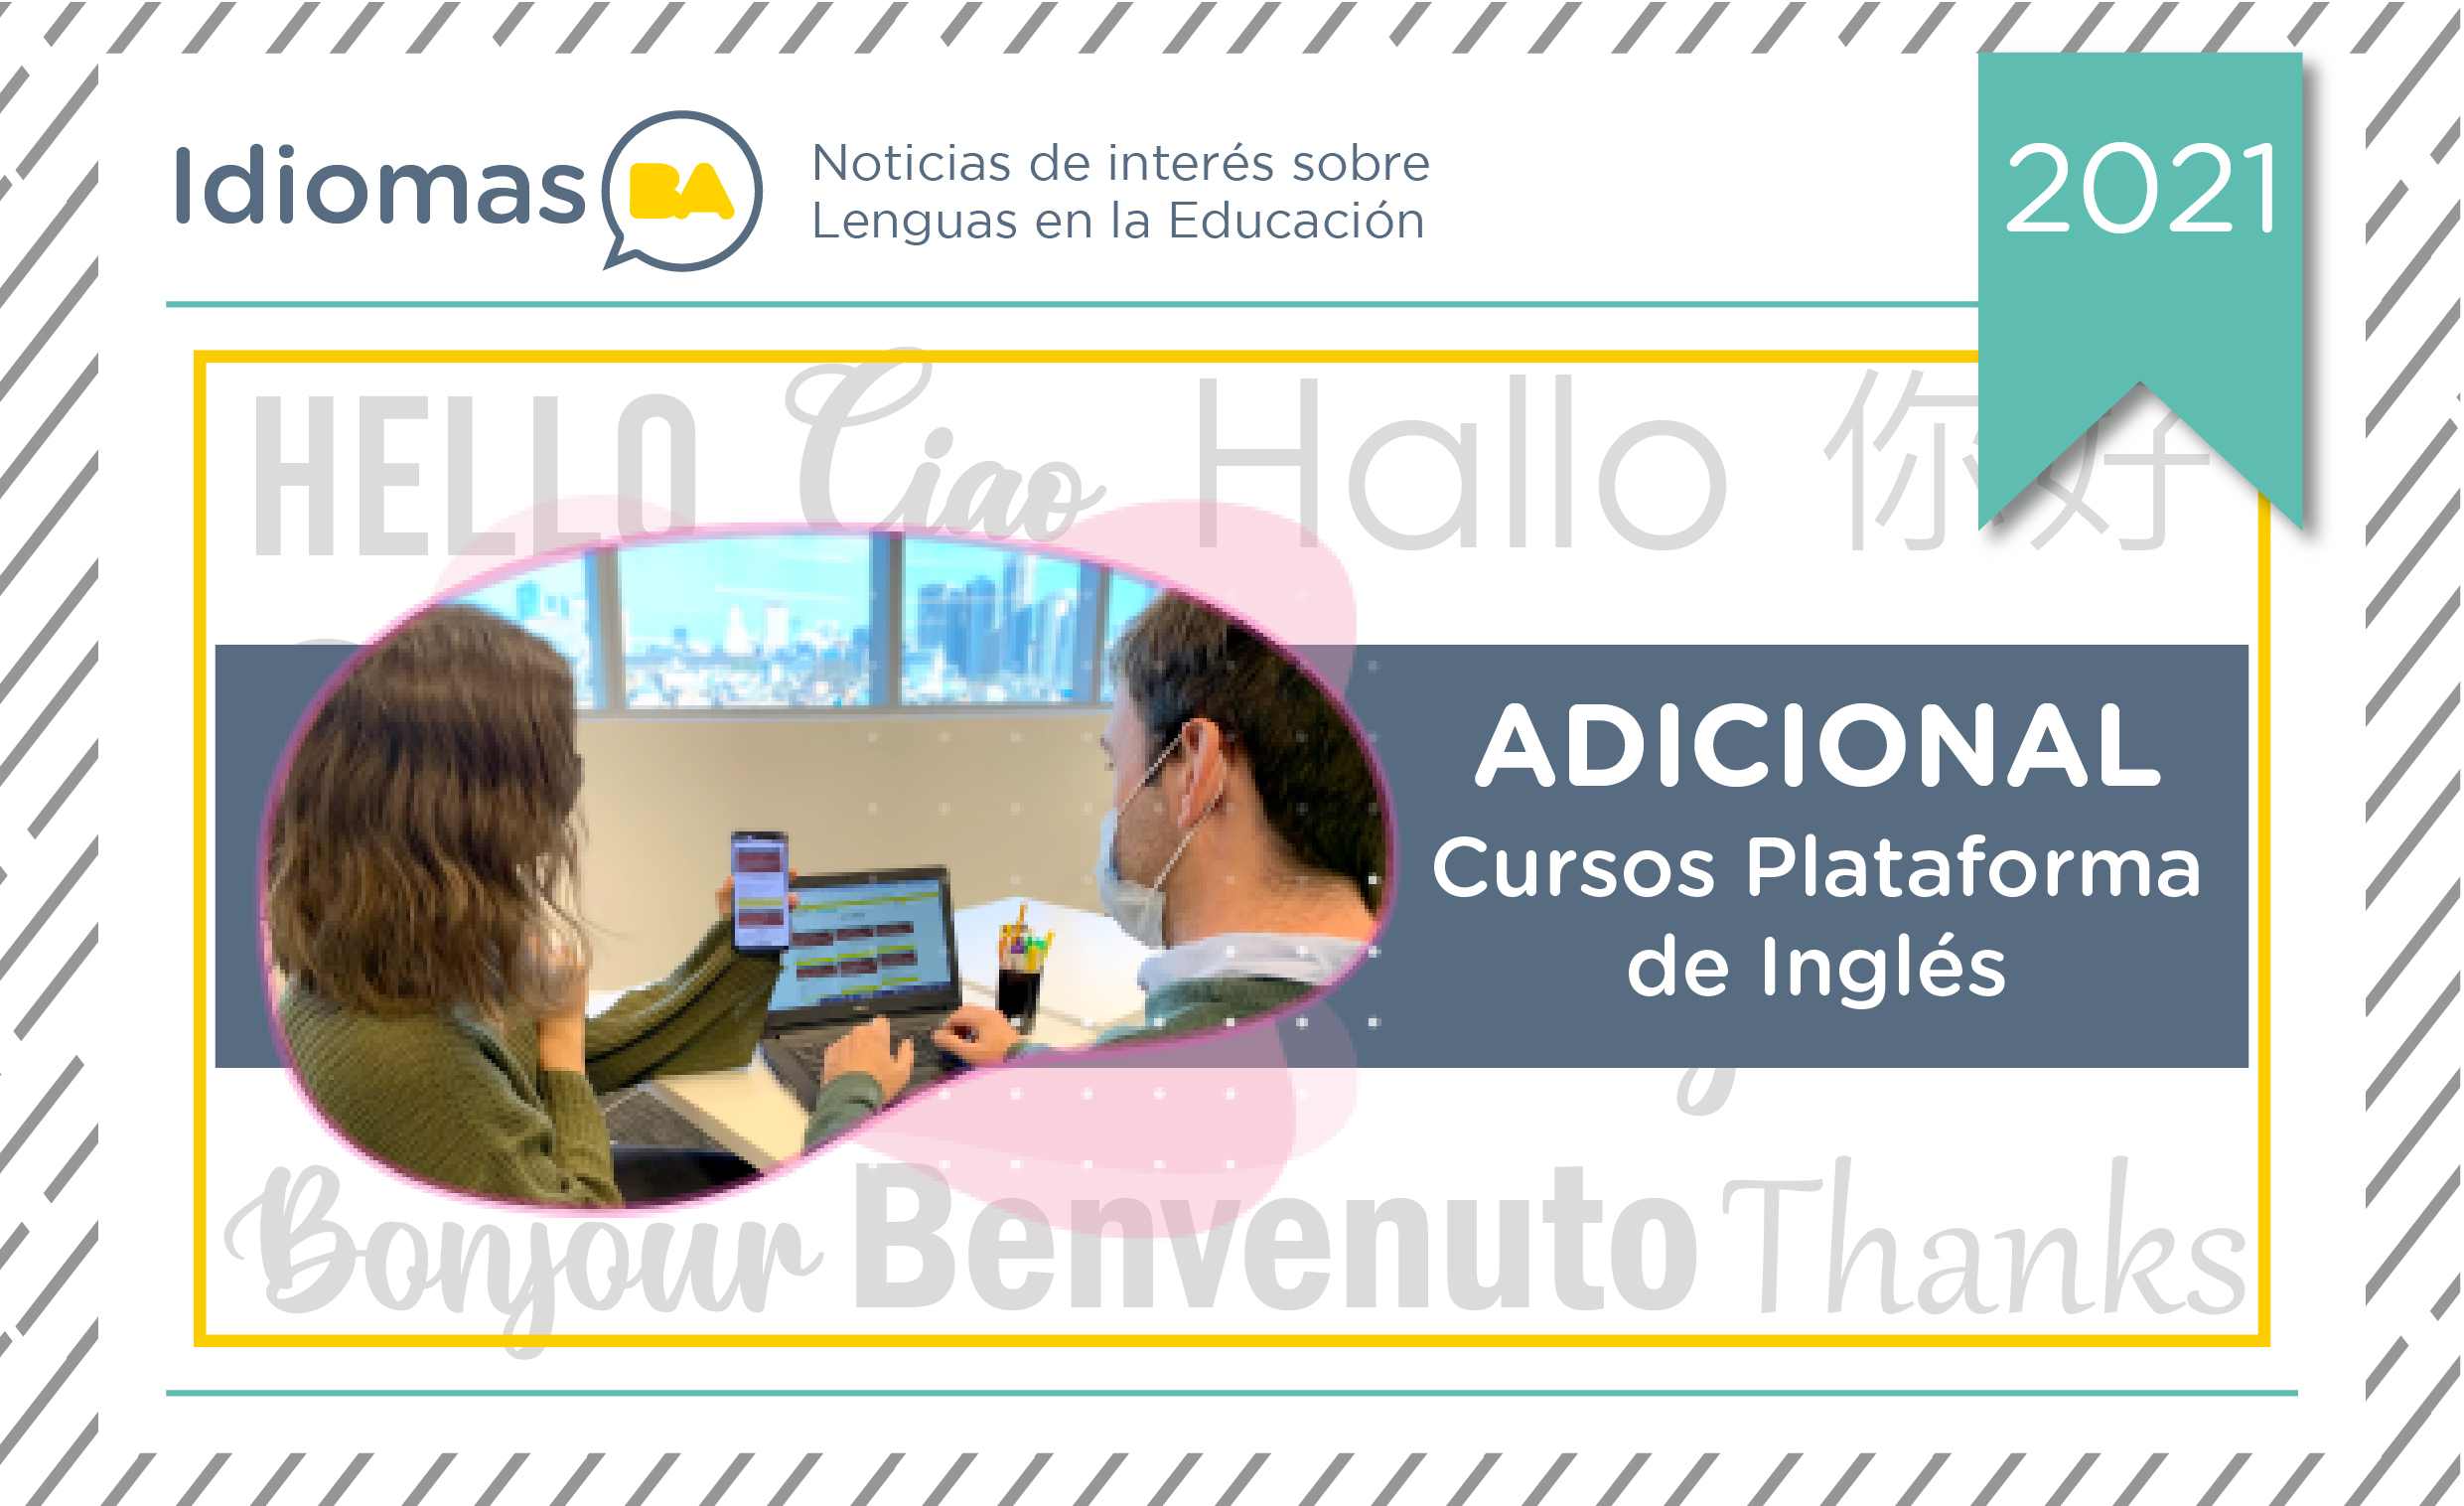 Idiomas BA
Noticias de interés sobre
Lenguas en la Educación
2021
HELLO Ciao Hallo 你好
ADICIONAL
Cursos Plataforma
de Inglés
Bonjour Benvenuto Thanks